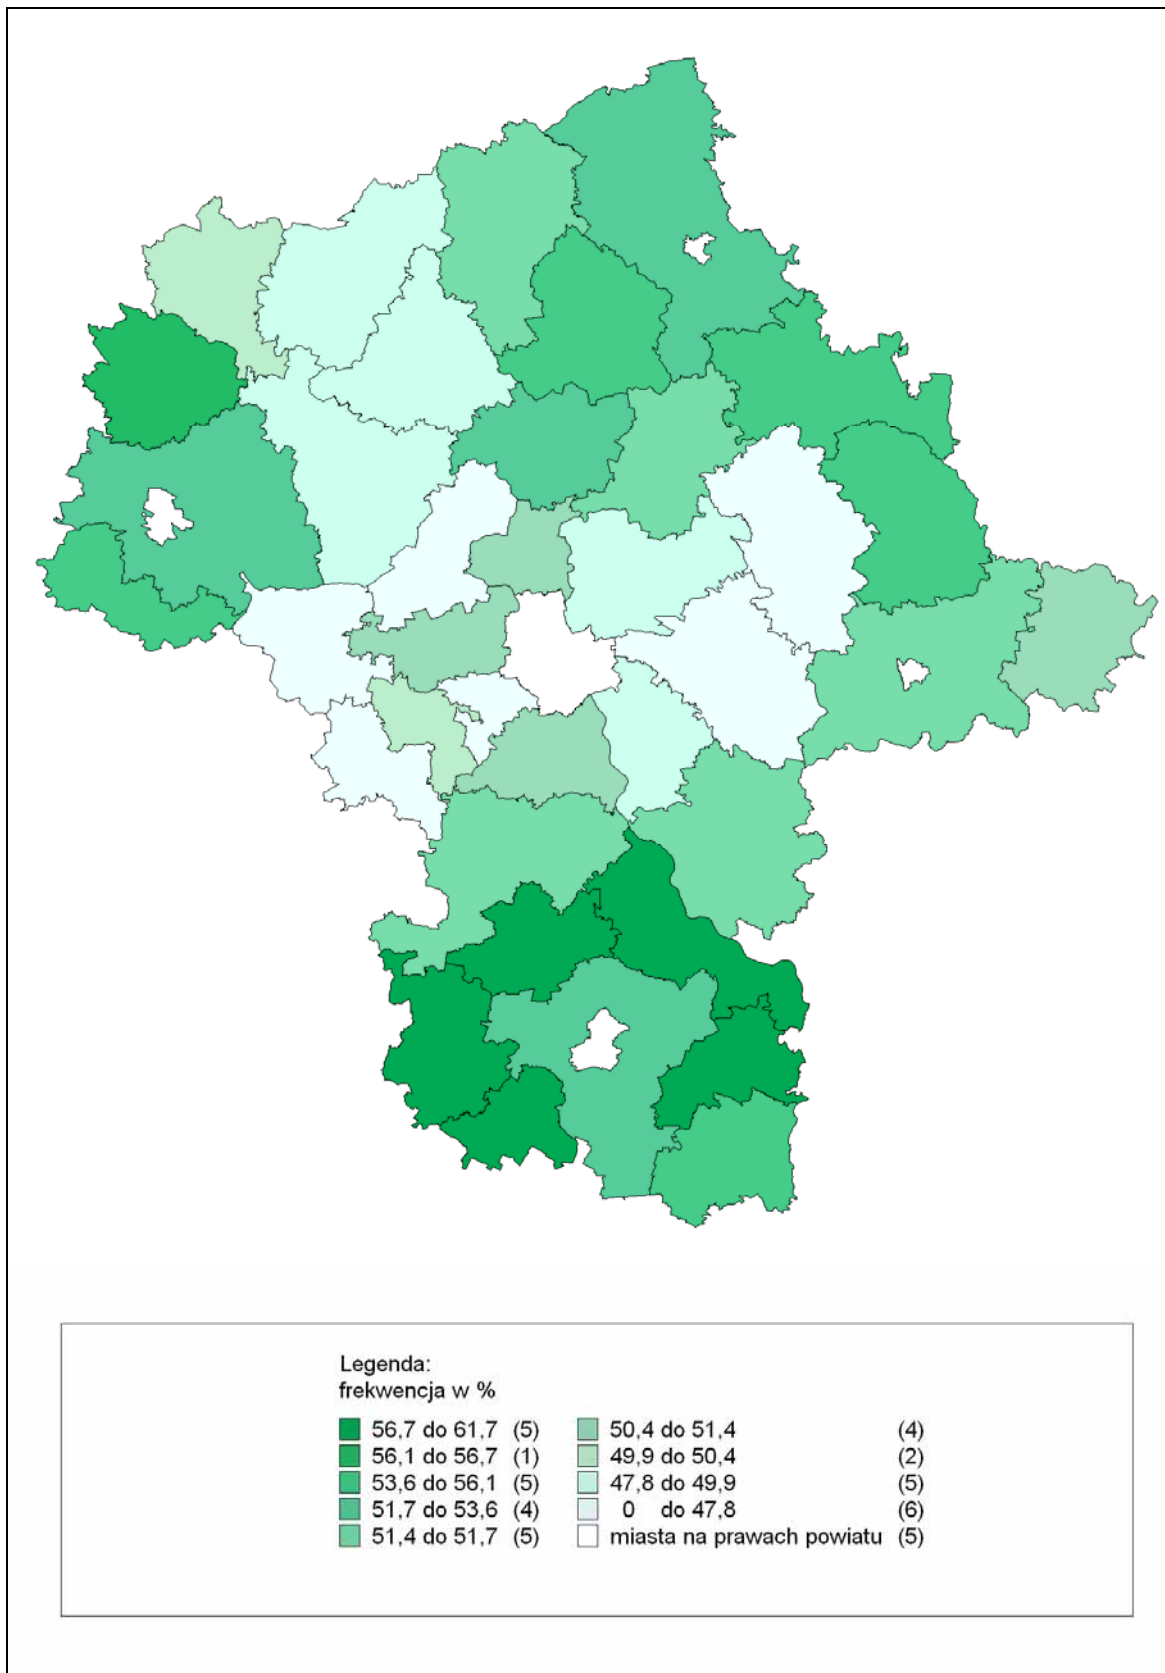 Legenda:
frekwencja w %
56,7 do 61,7 (5)
56,1 do 56,7 (1)
53,6 do 56,1 (5)
51,7 do 53,6 (4)
51,4 do 51,7 (5)
50,4 do 51,4 (4)
49,9 do 50,4 (2)
47,8 do 49,9 (5)
0 do 47,8 (6)
miasta na prawach powiatu (5)